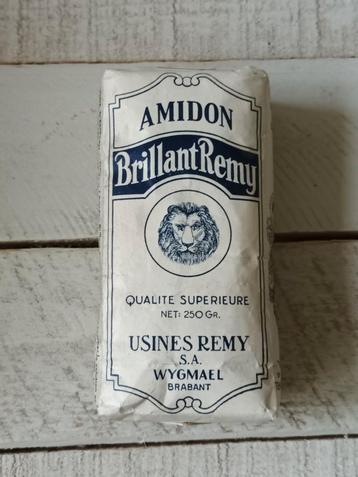 AMIDON
Brillant Remy
QUALITE SUPERIEURE
NET: 250 GR.
USINES REMY
S.A.
WYGMAEL
BRABANT